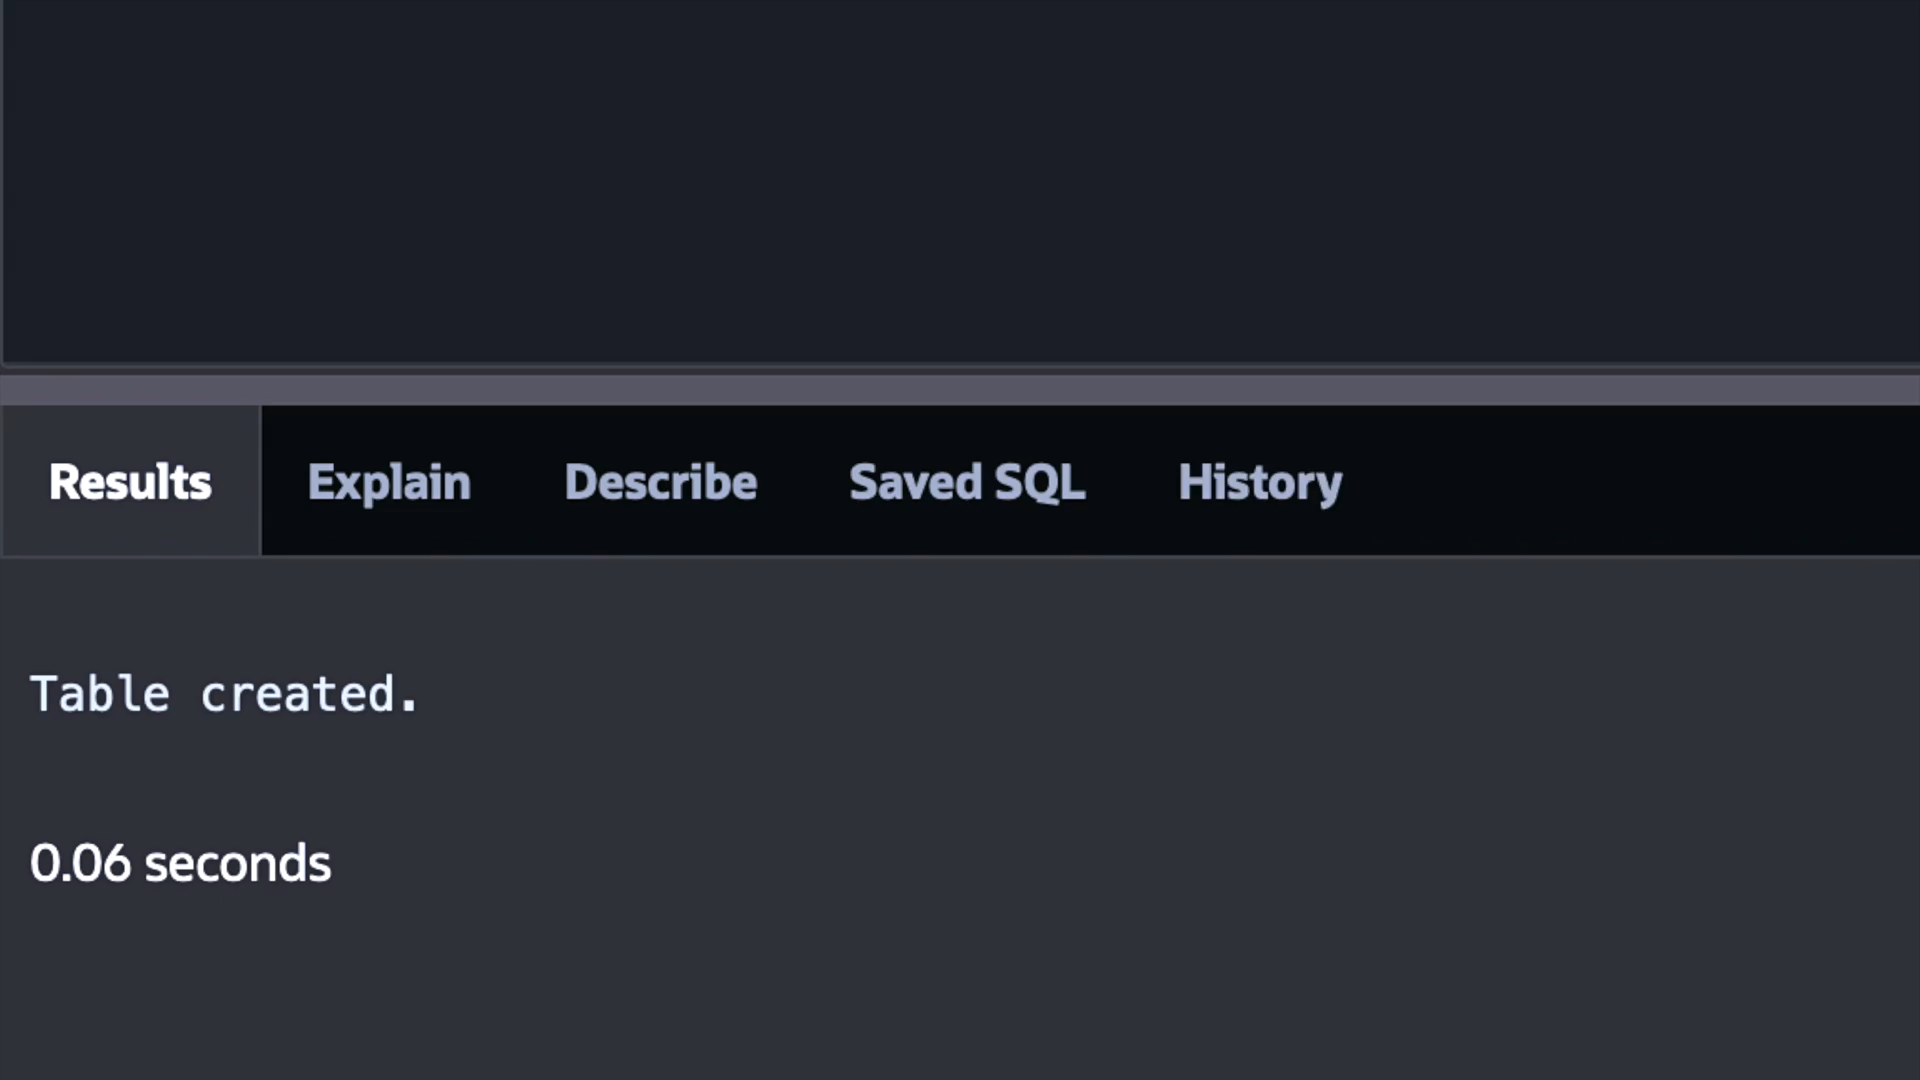 Results Explain Describe Saved SQL History
Table created.
0.06 seconds